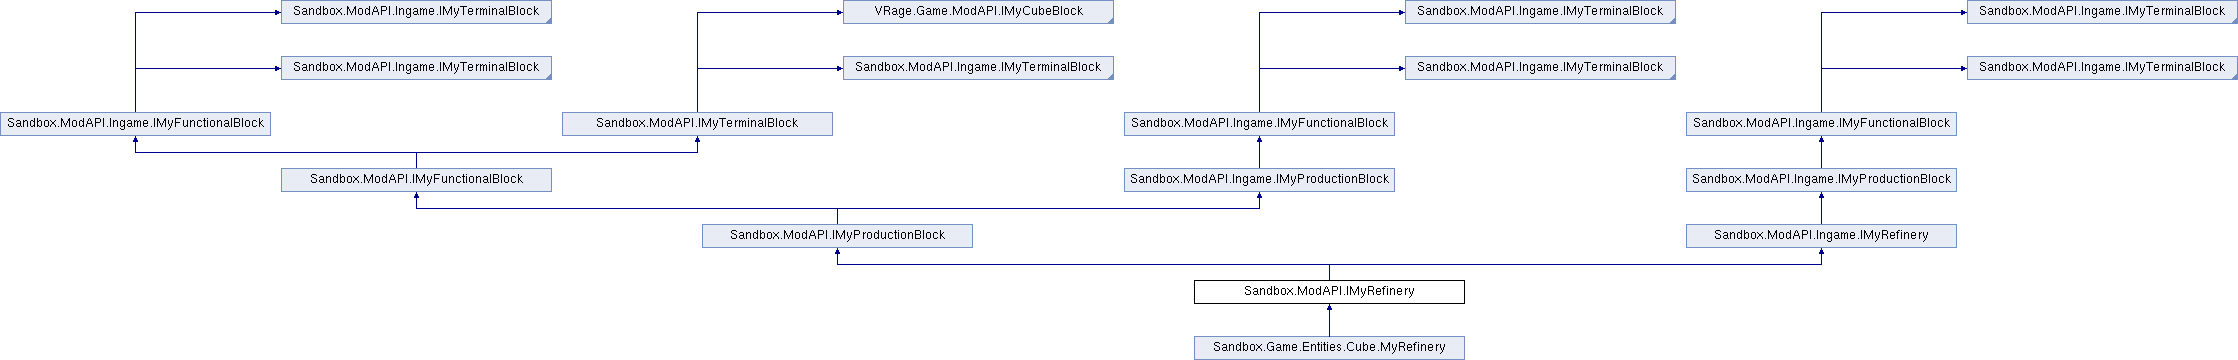 Sandbox.ModAPI.Ingame.IMyTerminalBlock
VRage.Game.ModAPI.IMyCubeBlock
Sandbox.ModAPI.Ingame.IMyTerminalBlock
Sandbox.ModAPI.Ingame.IMyTerminalBlock
Sandbox.ModAPI.Ingame.IMyTerminalBlock
Sandbox.ModAPI.Ingame.IMyTerminalBlock
Sandbox.ModAPI.Ingame.IMyTerminalBlock
Sandbox.ModAPI.Ingame.IMyTerminalBlock
Sandbox.ModAPI.Ingame.IMyFunctionalBlock
Sandbox.ModAPI.IMyTerminalBlock
Sandbox.ModAPI.Ingame.IMyFunctionalBlock
Sandbox.ModAPI.Ingame.IMyFunctionalBlock
Sandbox.ModAPI.IMyFunctionalBlock
Sandbox.ModAPI.Ingame.IMyProductionBlock
Sandbox.ModAPI.Ingame.IMyProductionBlock
Sandbox.ModAPI.IMyProductionBlock
Sandbox.ModAPI.Ingame.IMyRefinery
Sandbox.ModAPI.IMyRefinery
Sandbox.Game.Entities.Cube.MyRefinery